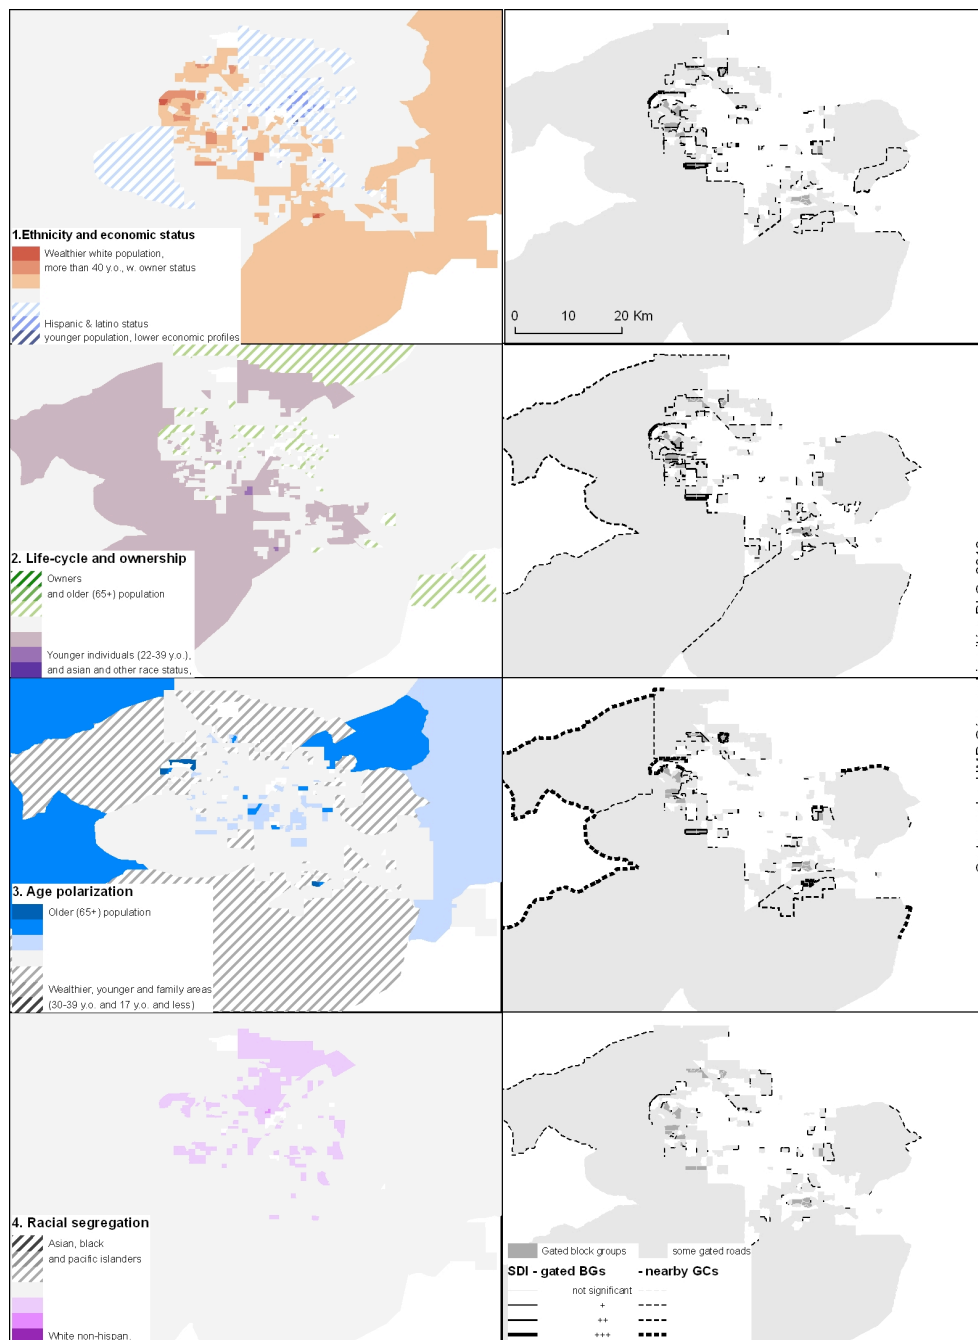 1.Ethnicity and economic status
Wealthier white population,
more than 40 y.o., w. owner status
Hispanic & latino status
younger population, lower economic profiles
0 10 20 Km
2. Life-cycle and ownership
Owners
and older (65+) population
Younger individuals (22-39 y.o.),
and asian and other race status,
3. Age polarization
Older (65+) population
Wealthier, younger and family areas
(30-39 y.o. and 17 y.o. and less)
4. Racial segregation
Asian, black
and pacific islanders
White non-hispan.
Gated block groups some gated roads
SDI - gated BGs - nearby GCs
not significant
+
++
+++